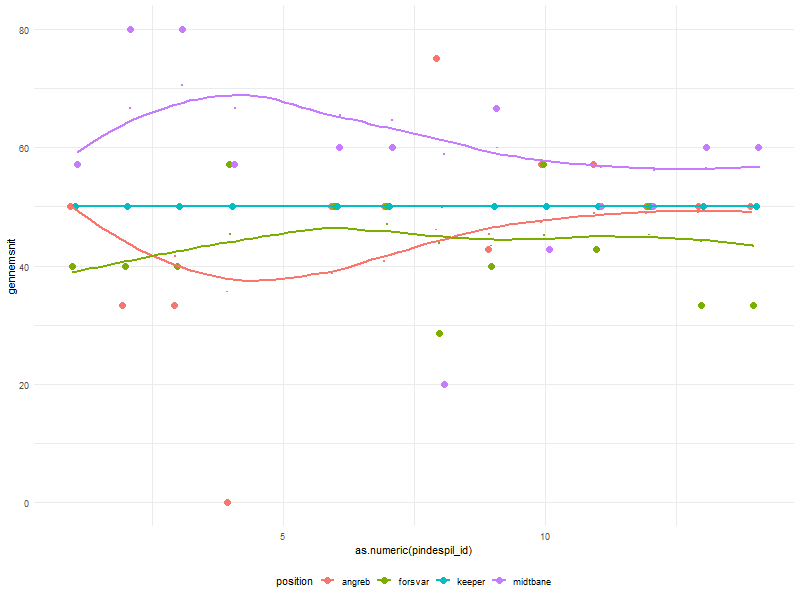 80
60
40
20
0
gennemsnit
5
10
as.numeric(pindespil_id)
position angreb forsvar keeper midtbane